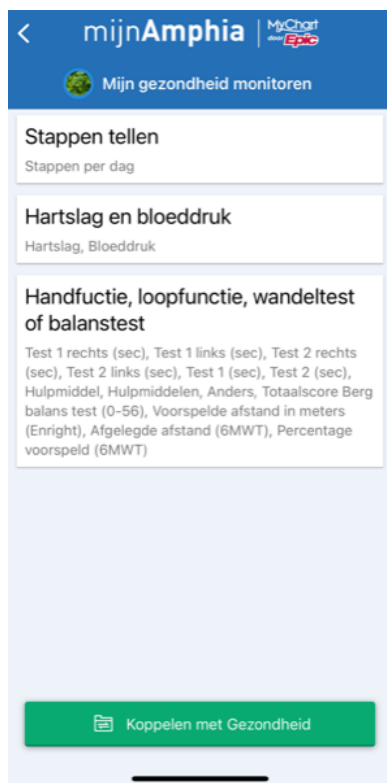 mijnAmphia | MyChart
door Epic
Mijn gezondheid monitoren
Stappen tellen
Stappen per dag
Hartslag en bloeddruk
Hartslag, Bloeddruk
Handfuctie, loopfunctie, wandeltest
of balanstest
Test 1 rechts (sec), Test 1 links (sec), Test 2 rechts
(sec), Test 2 links (sec), Test 1 (sec), Test 2 (sec),
Hulpmiddel, Hulpmiddelen, Anders, Totaalscore Berg
balans test (0-56), Voorspelde afstand in meters
(Enright), Afgelegde afstand (6MWT), Percentage
voorspeld (6MWT)
Koppelen met Gezondheid